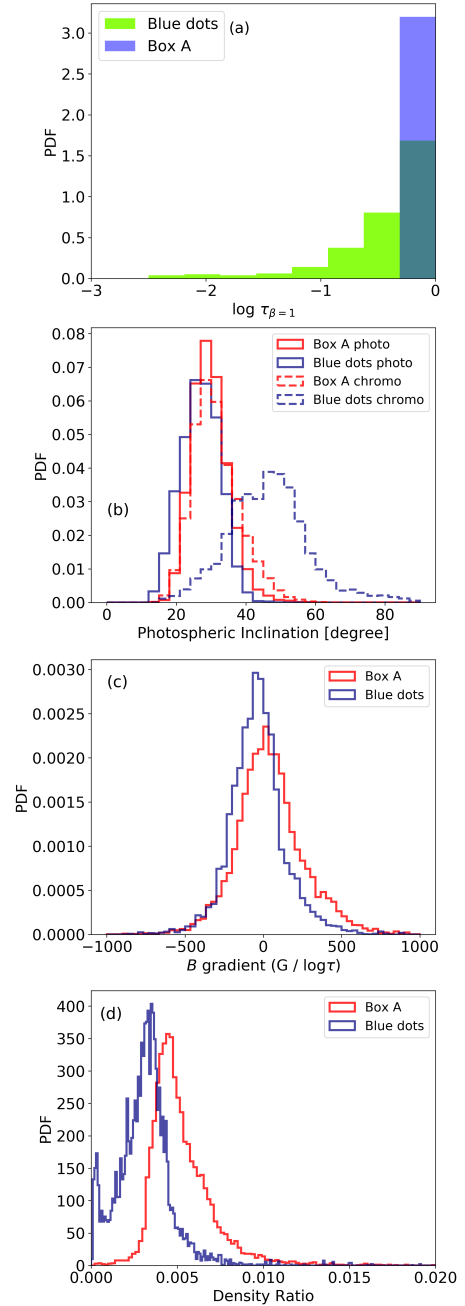 Blue dots
Box A
(a)
3.0
2.5
2.0
1.5
1.0
0.5
0.0
PDF
−3 −2 −1 0
log τβ=1
0.08
0.07
0.06
0.05
0.04
0.03
0.02
0.01
0.00
PDF
Box A photo
Blue dots photo
Box A chromo
Blue dots chromo
(b)
0 20 40 60 80
Photospheric Inclination [degree]
0.0030
0.0025
0.0020
0.0015
0.0010
0.0005
0.0000
PDF
(c)
Box A
Blue dots
−1000 −500 0 500 1000
B gradient (G / logτ)
400
350
300
250
200
150
100
50
0
PDF
(d)
Box A
Blue dots
0.000 0.005 0.010 0.015 0.020
Density Ratio